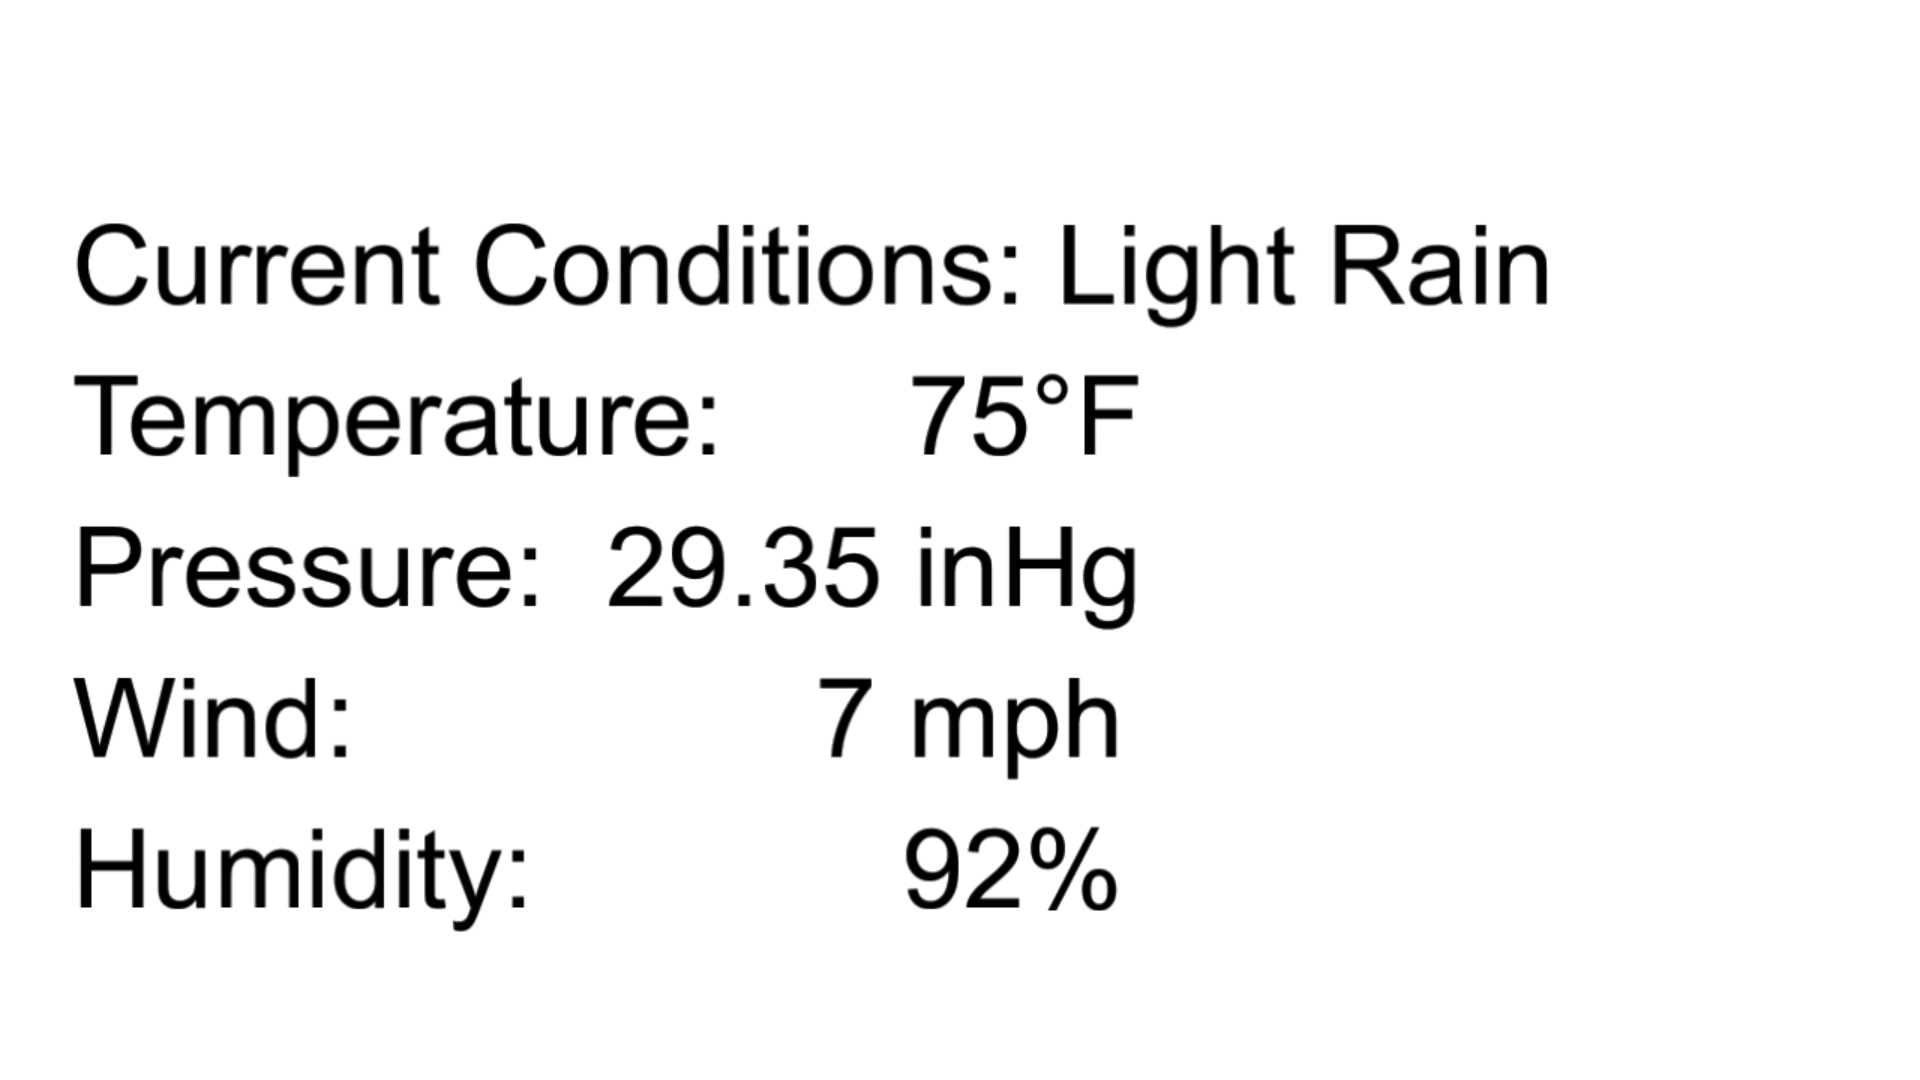 Current Conditions: Light Rain
Temperature: 75°F
Pressure: 29.35 inHg
Wind: 7 mph
Humidity: 92%